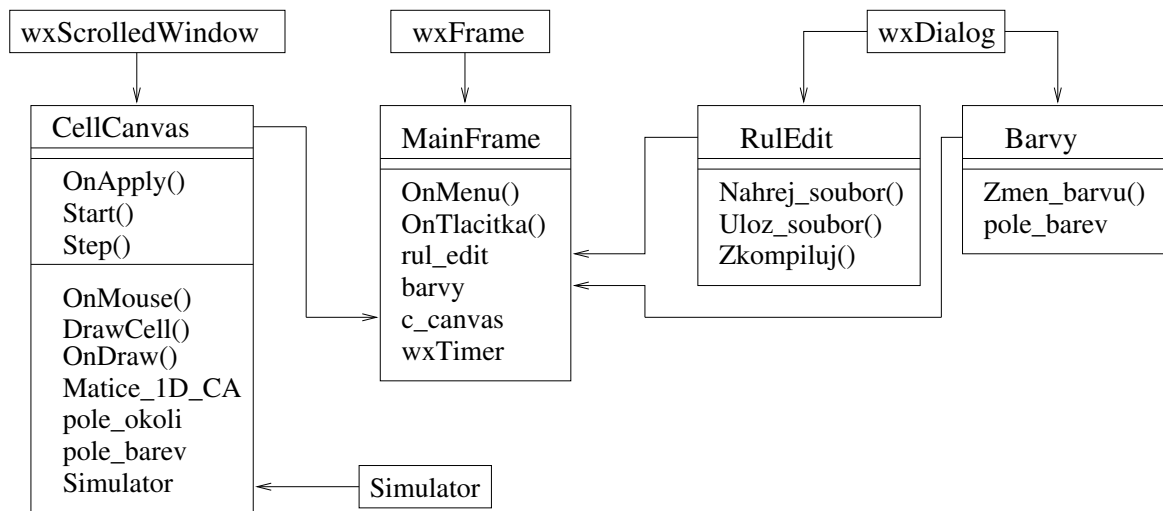 wxScrolledWindow
wxFrame
wxDialog
CellCanvas
OnApply()
Start()
Step()
OnMouse()
DrawCell()
OnDraw()
Matice_1D_CA
pole_okoli
pole_barev
Simulator
MainFrame
OnMenu()
OnTlacitka()
rul_edit
barvy
c_canvas
wxTimer
RulEdit
Nahrej_soubor()
Uloz_soubor()
Zkompiluj()
Barvy
Zmen_barvu()
pole_barev
Simulator